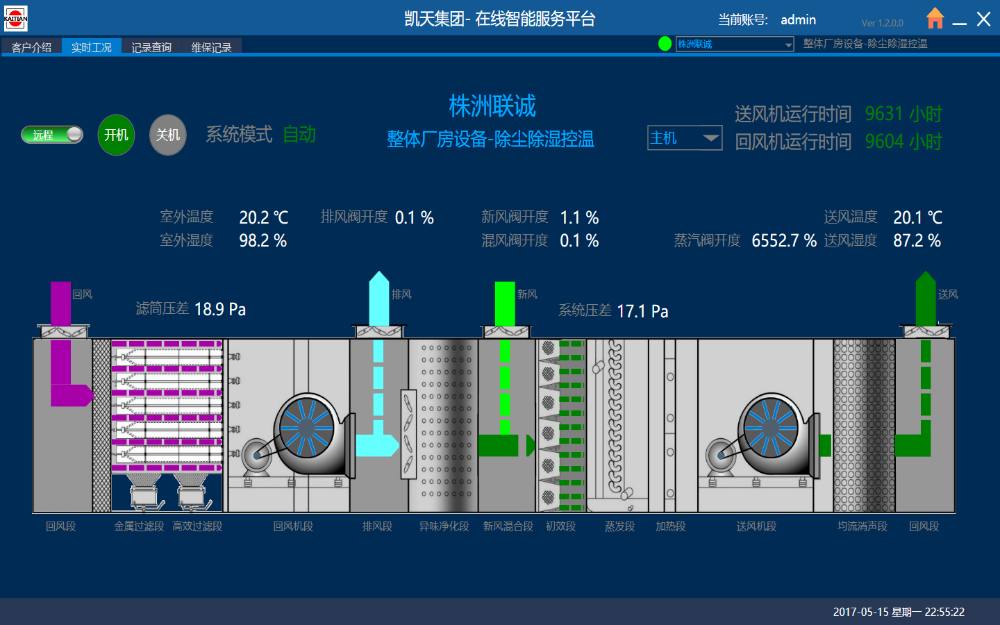 KAITIAN
凯天集团- 在线智能服务平台
当前账号: admin
Ver 1.2.0.0
客户介绍 实时工况 记录查询 维保记录
株洲联诚 整体厂房设备-除尘除湿控温
株洲联诚
整体厂房设备-除尘除湿控温
远程 开机 关机 系统模式 自动
主机
送风机运行时间 9631 小时
回风机运行时间 9604 小时
室外温度 20.2 ℃ 排风阀开度 0.1 % 新风阀开度 1.1 % 送风温度 20.1 ℃
室外湿度 98.2 % 混风阀开度 0.1 % 蒸汽阀开度 6552.7 % 送风湿度 87.2 %
回风 排风 新风 送风
滤筒压差 18.9 Pa 系统压差 17.1 Pa
回风段 金属过滤段 高效过滤段 回风机段 排风段 异味净化段 新风混合段 初效段 蒸发段 加热段 送风机段 均流消声段 回风段
2017-05-15 星期一 22:55:22